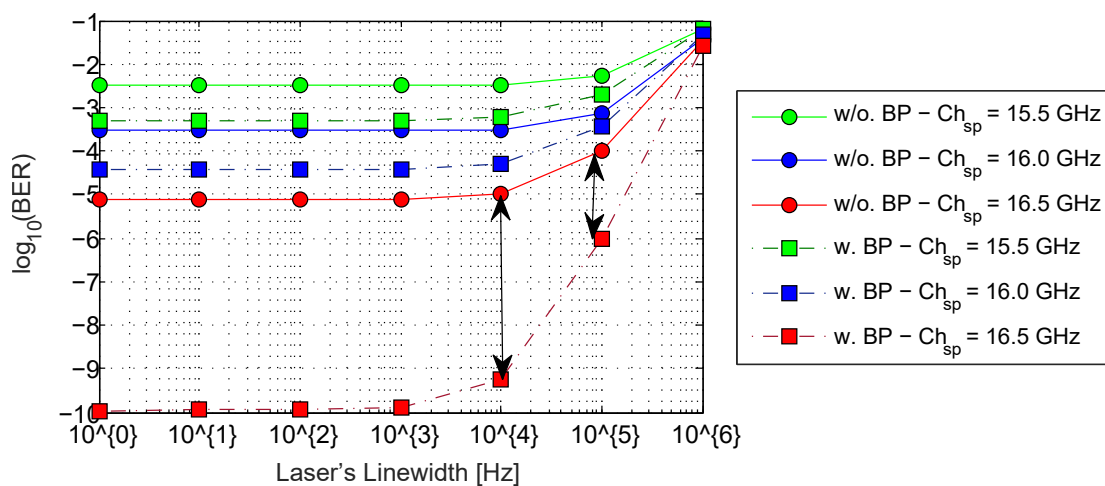 −1
−2
−3
−4
−5
−6
−7
−8
−9
−10
log10(BER)
10^{0} 10^{1} 10^{2} 10^{3} 10^{4} 10^{5} 10^{6}
Laser's Linewidth [Hz]
w/o. BP − Chsp = 15.5 GHz
w/o. BP − Chsp = 16.0 GHz
w/o. BP − Chsp = 16.5 GHz
w. BP − Chsp = 15.5 GHz
w. BP − Chsp = 16.0 GHz
w. BP − Chsp = 16.5 GHz